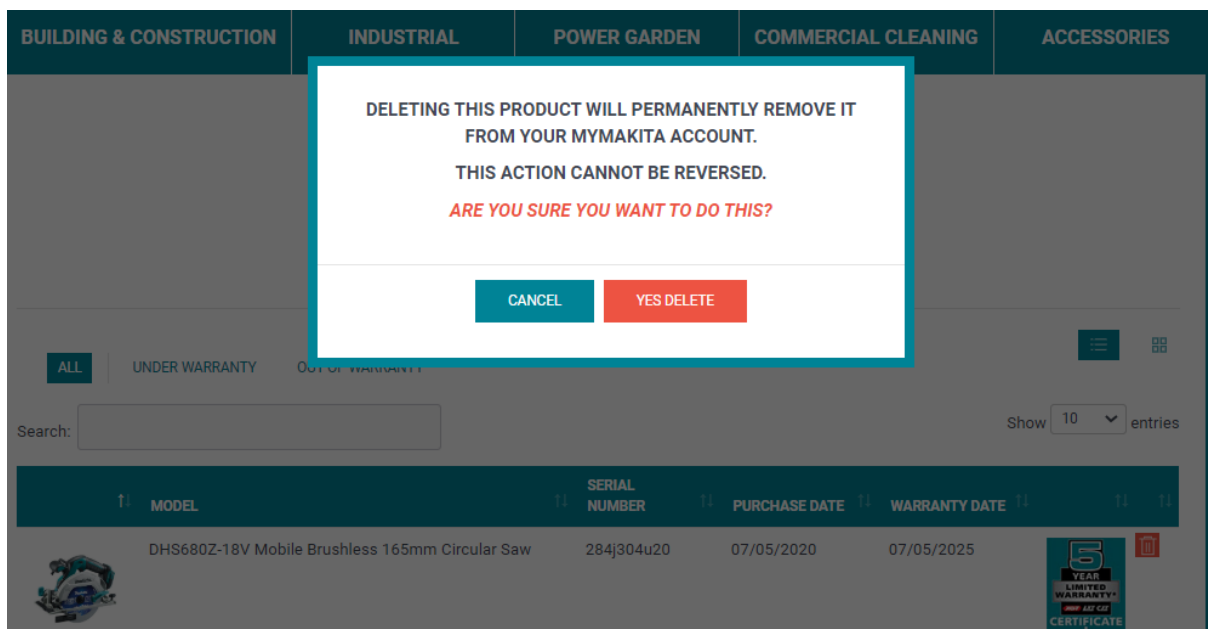 BUILDING & CONSTRUCTION INDUSTRIAL POWER GARDEN COMMERCIAL CLEANING ACCESSORIES
DELETING THIS PRODUCT WILL PERMANENTLY REMOVE IT
FROM YOUR MYMAKITA ACCOUNT.
THIS ACTION CANNOT BE REVERSED.
ARE YOU SURE YOU WANT TO DO THIS?
CANCEL YES DELETE
ALL UNDER WARRANTY OUT OF WARRANTY
Search: Show 10 entries
MODEL SERIAL NUMBER PURCHASE DATE WARRANTY DATE
DHS680Z-18V Mobile Brushless 165mm Circular Saw 284j304u20 07/05/2020 07/05/2025
5
YEAR
LIMITED
WARRANTY*
CERTIFICATE